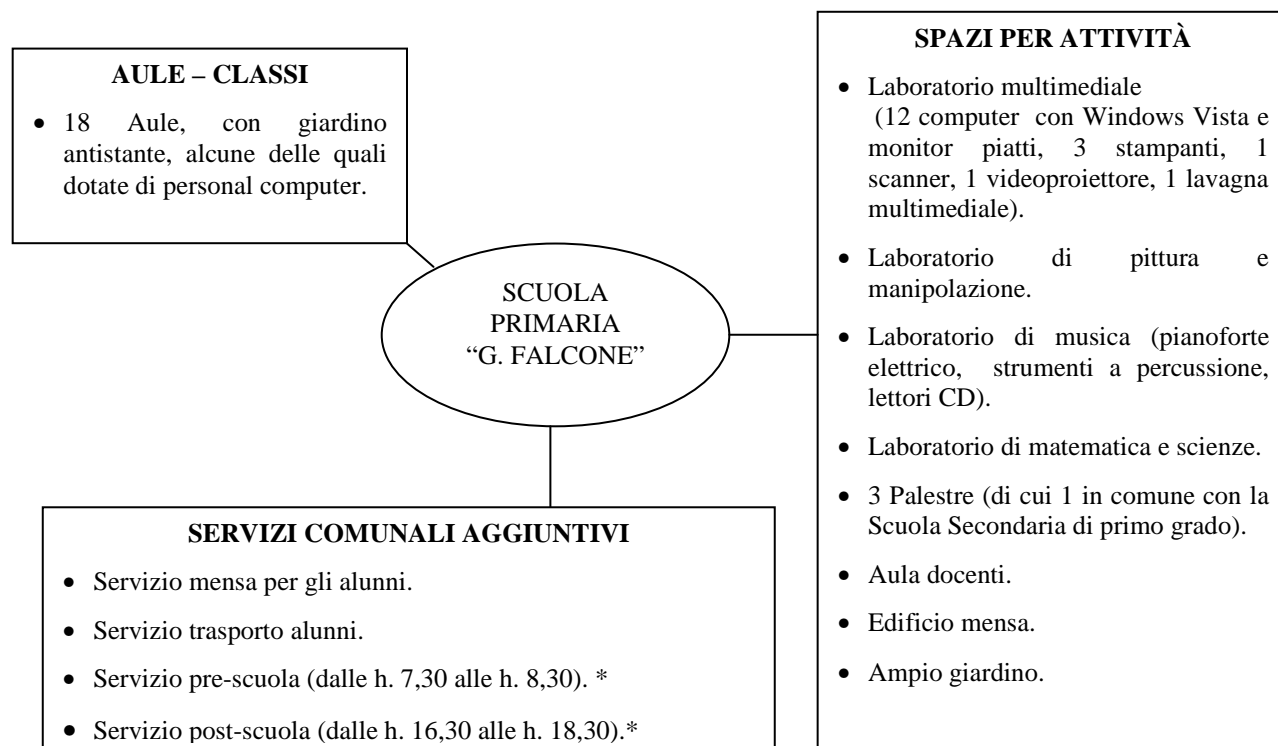 AULE – CLASSI
• 18 Aule, con giardino
antistante, alcune delle quali
dotate di personal computer.
SCUOLA
PRIMARIA
“G. FALCONE”
SERVIZI COMUNALI AGGIUNTIVI
• Servizio mensa per gli alunni.
• Servizio trasporto alunni.
• Servizio pre-scuola (dalle h. 7,30 alle h. 8,30). *
• Servizio post-scuola (dalle h. 16,30 alle h. 18,30).*
SPAZI PER ATTIVITÀ
• Laboratorio multimediale
(12 computer con Windows Vista e
monitor piatti, 3 stampanti, 1
scanner, 1 videoproiettore, 1 lavagna
multimediale).
• Laboratorio di pittura e
manipolazione.
• Laboratorio di musica (pianoforte
elettrico, strumenti a percussione,
lettori CD).
• Laboratorio di matematica e scienze.
• 3 Palestre (di cui 1 in comune con la
Scuola Secondaria di primo grado).
• Aula docenti.
• Edificio mensa.
• Ampio giardino.